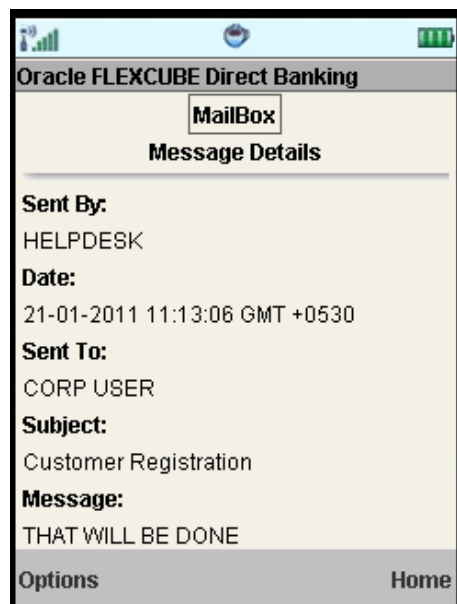 Oracle FLEXCUBE Direct Banking
MailBox
Message Details
Sent By:
HELPDESK
Date:
21-01-2011 11:13:06 GMT +0530
Sent To:
CORP USER
Subject:
Customer Registration
Message:
THAT WILL BE DONE
Options Home